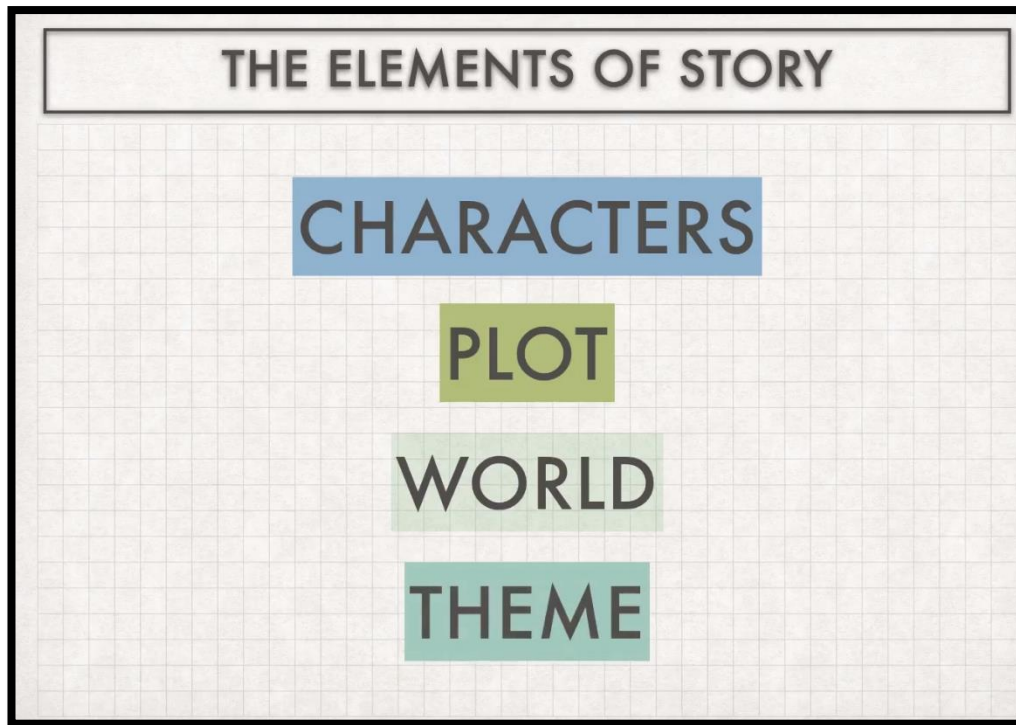 THE ELEMENTS OF STORY
CHARACTERS
PLOT
WORLD
THEME